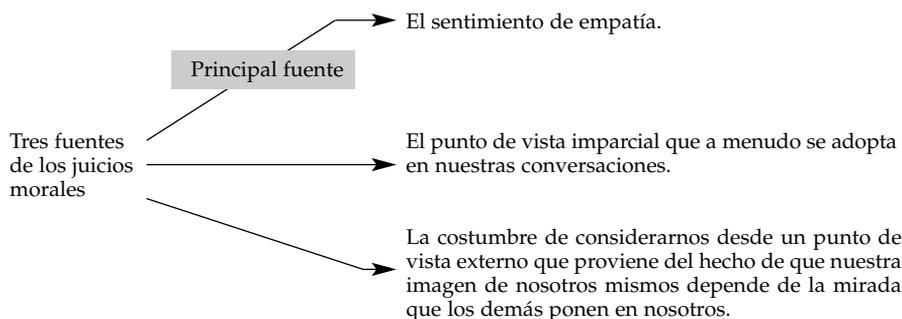 El sentimiento de empatía.
Principal fuente
Tres fuentes
de los juicios
morales
El punto de vista imparcial que a menudo se adopta
en nuestras conversaciones.
La costumbre de considerarnos desde un punto de
vista externo que proviene del hecho de que nuestra
imagen de nosotros mismos depende de la mirada
que los demás ponen en nosotros.